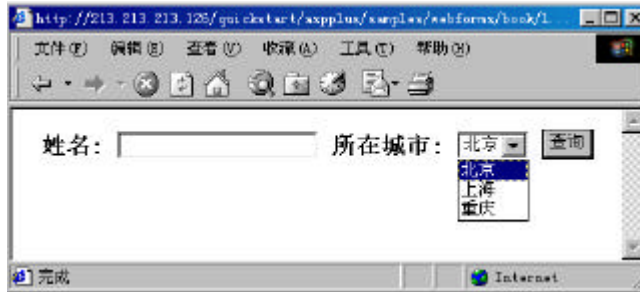 http://213.213.213.126/quickstart/aspplus/samples/webforms/book/1...
文件(F) 编辑(E) 查看(V) 收藏(A) 工具(T) 帮助(H)
姓名: 所在城市: 北京 查询
北京
上海
重庆
完成 Internet